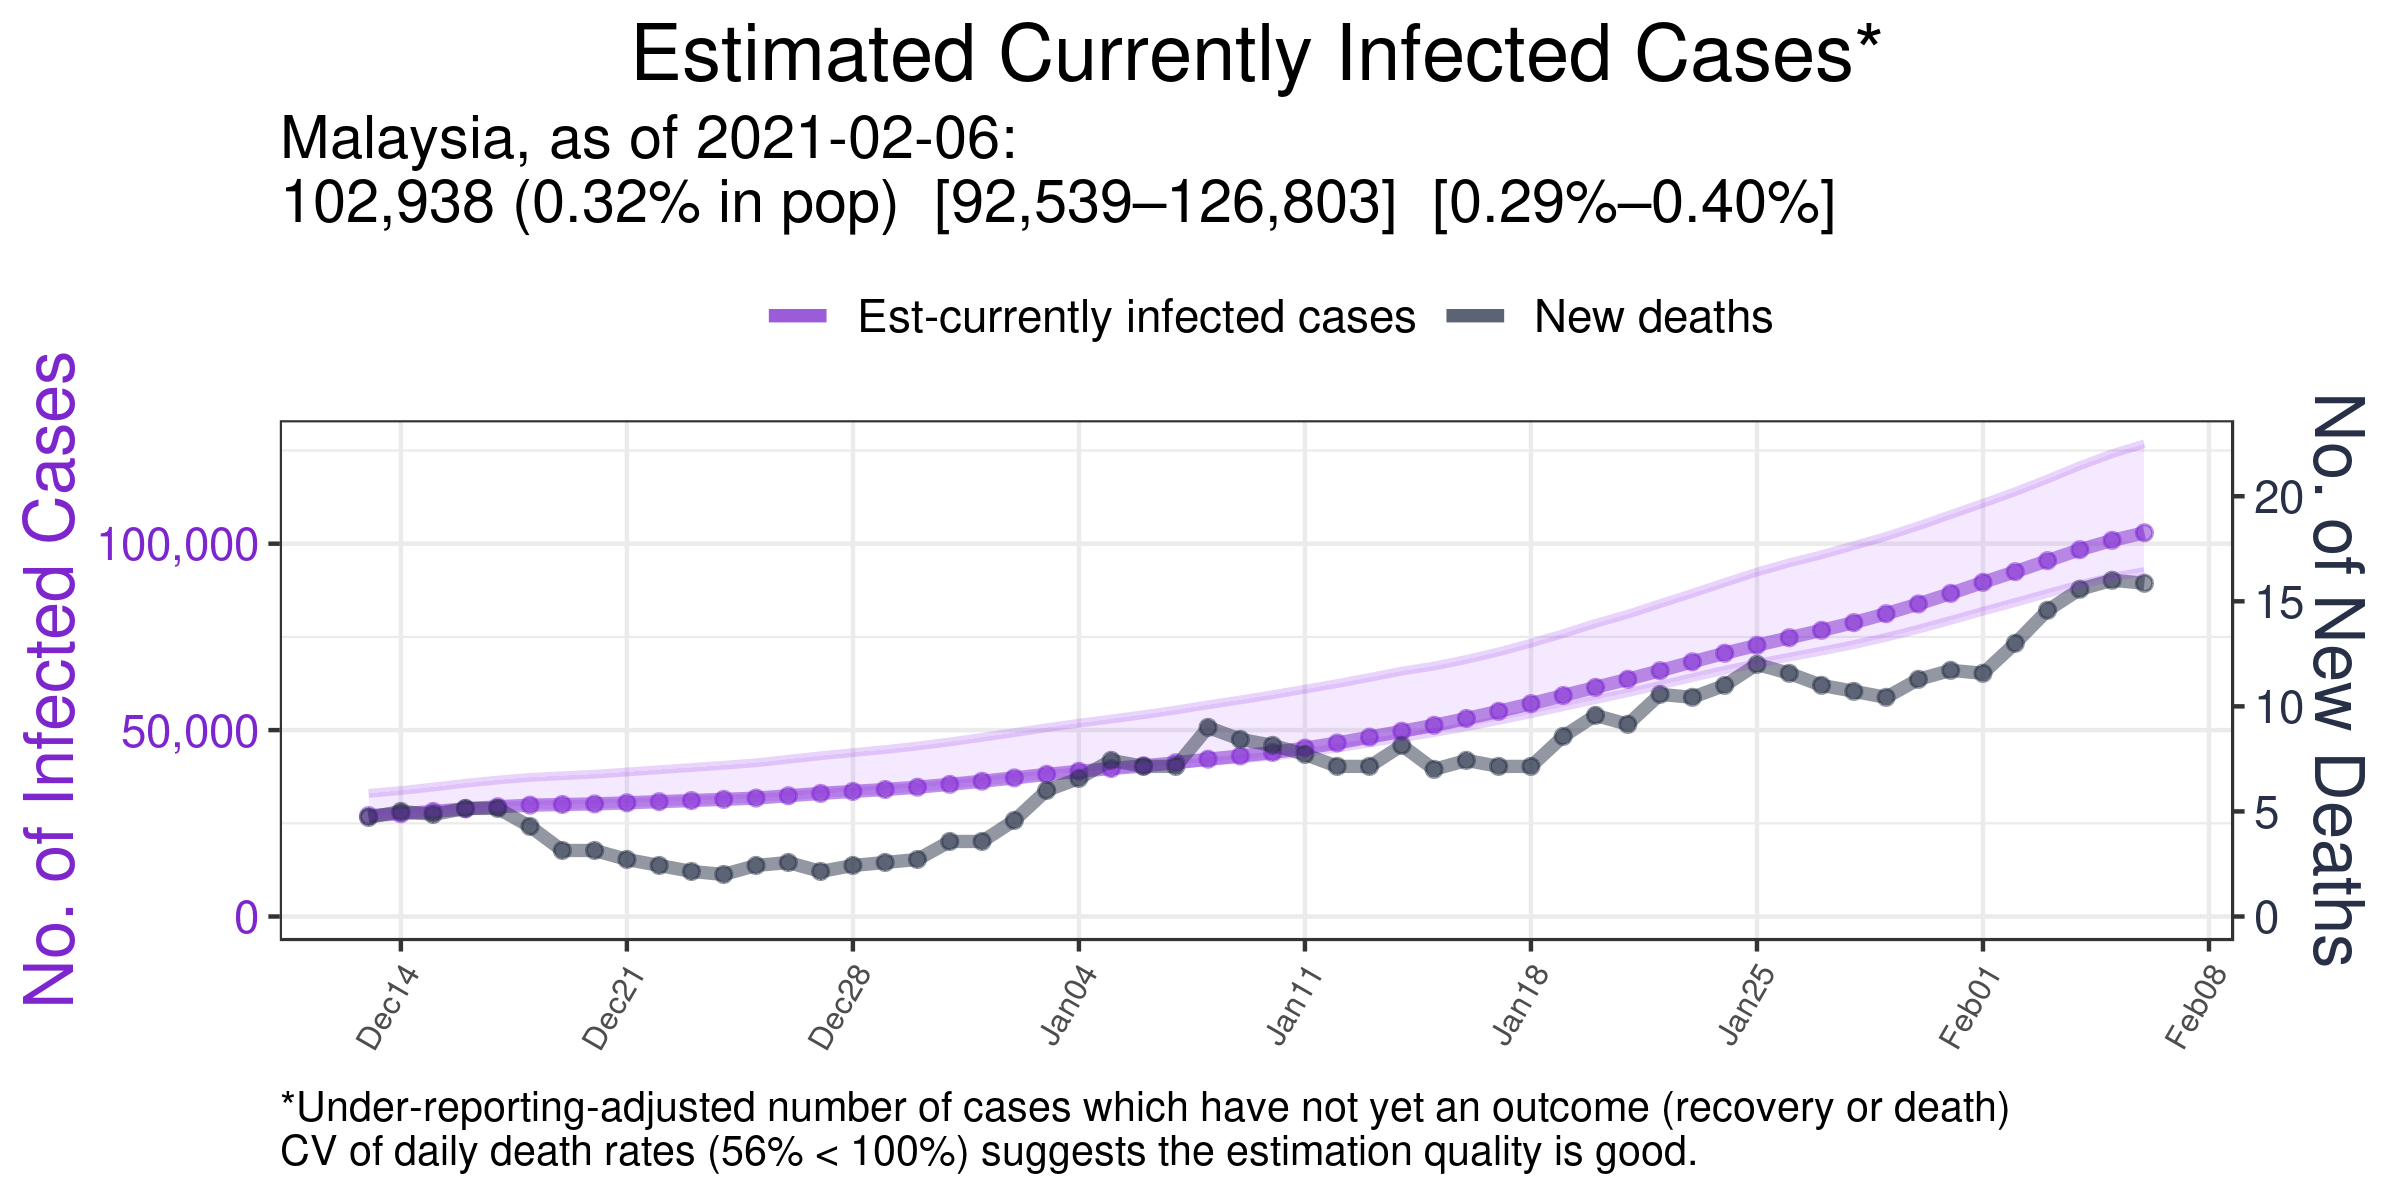 Estimated Currently Infected Cases*
Malaysia, as of 2021-02-06:
102,938 (0.32% in pop)  [92,539–126,803]  [0.29%–0.40%]
Est-currently infected cases
New deaths
No. of Infected Cases
100,000
50,000
0
No. of New Deaths
20
15
10
5
0
Dec14
Dec21
Dec28
Jan04
Jan11
Jan18
Jan25
Feb01
Feb08
*Under-reporting-adjusted number of cases which have not yet an outcome (recovery or death)
CV of daily death rates (56% < 100%) suggests the estimation quality is good.